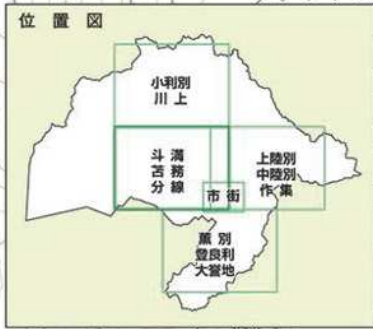 位置図
小利別
川上
斗満
苫務
分線
上陸別
中陸別
作集
市街
薫別
登良利
大誉地